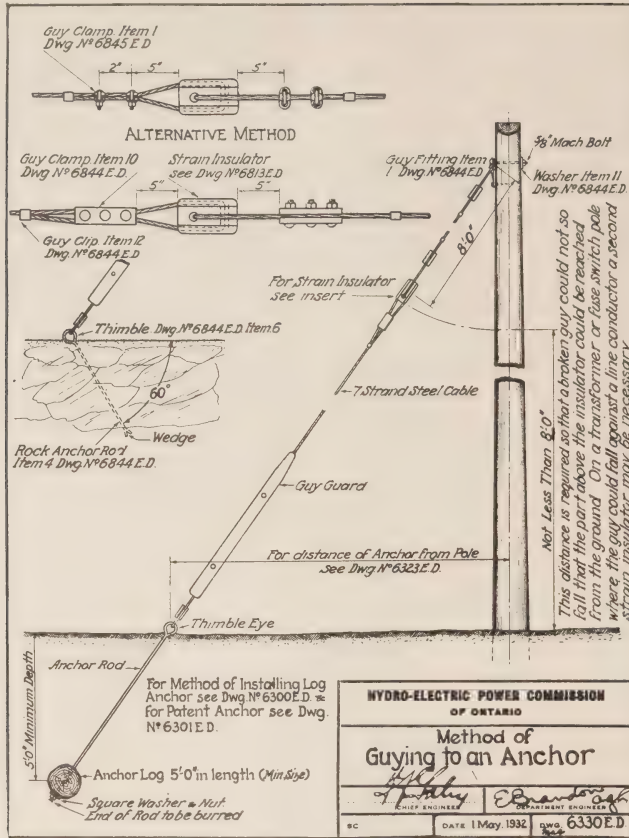 Guy Clamp. Item 1
Dwg. Nº 6845 E.D.
2" 5" 5"
ALTERNATIVE METHOD
Guy Clamp. Item 10
Dwg. Nº 6844 E.D.
Strain Insulator
see Dwg. Nº 6813 E.D.
5" 5"
Guy Clip. Item 12
Dwg. Nº 6844 E.D.
Guy Fitting Item
1 Dwg. Nº 6844 E.D.
5/8" Mach Bolt
Washer Item 11
Dwg. Nº 6844 E.D.
8'0"
For Strain Insulator
see insert
Thimble Dwg. Nº 6844 E.D. Item 6
60°
Wedge
Rock Anchor Rod
Item 4 Dwg. Nº 6844 E.D.
7 Strand Steel Cable
Guy Guard
Not Less Than 8'0"
This distance is required so that a broken guy could not so
fall that the part above the insulator could be reached
from the ground. On a transformer or fuse switch pole
where the guy could fall against a line conductor a second
strain insulator may be necessary.
For distance of Anchor from Pole
see Dwg. Nº 6323 E.D.
Thimble Eye
Anchor Rod
5'0" Minimum Depth
For Method of Installing Log
Anchor see Dwg. Nº 6300 E.D. &
for Patent Anchor see Dwg.
Nº 6301 E.D.
Anchor Log 5'0" in length (Min Size)
Square Washer & Nut
End of Rod to be burred
HYDRO-ELECTRIC POWER COMMISSION
OF ONTARIO
Method of
Guying to an Anchor
CHIEF ENGINEER
DEPARTMENT ENGINEER
SC
DATE 1 May. 1932
DWG. 6330 E.D